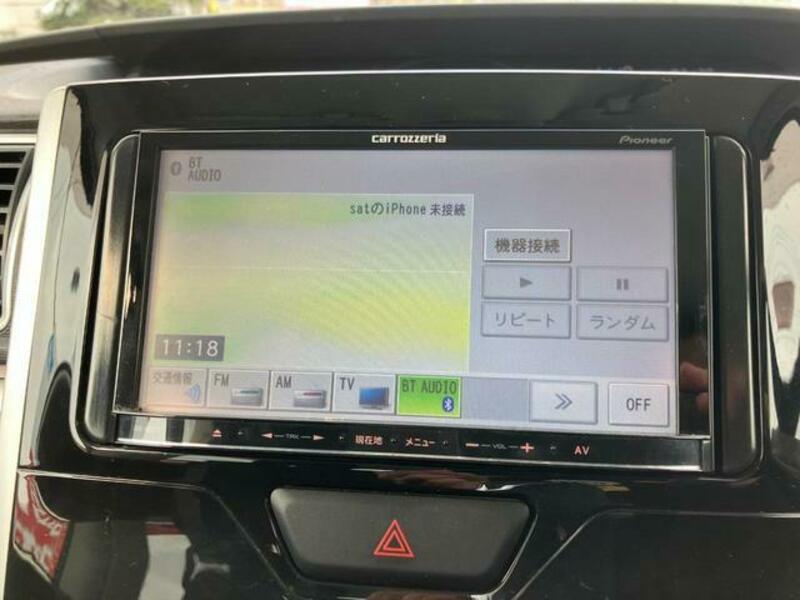 carrozzeria
Pioneer
BT
AUDIO
satのiPhone 未接続
機器接続
リピート
ランダム
11:18
交通情報
FM
AM
TV
BT AUDIO
OFF
TRK
現在地
メニュー
VOL
AV